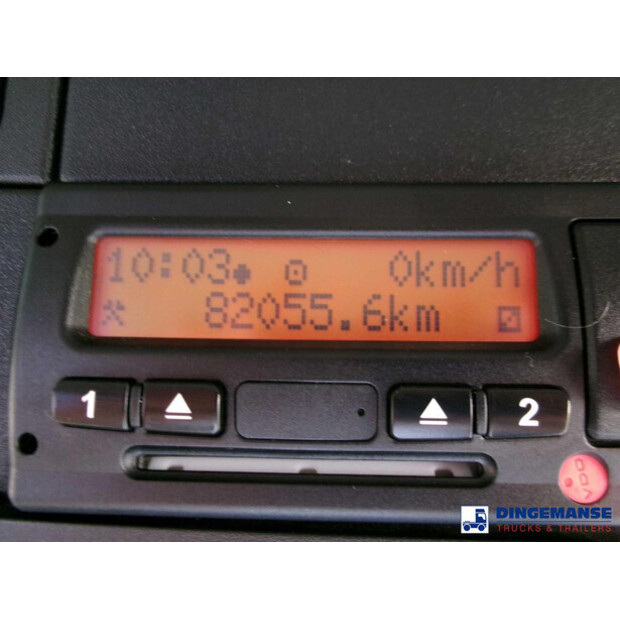 10:03 0km/h
82055.6km
1 2
VDO
DINGEMANSE
TRUCKS & TRAILERS